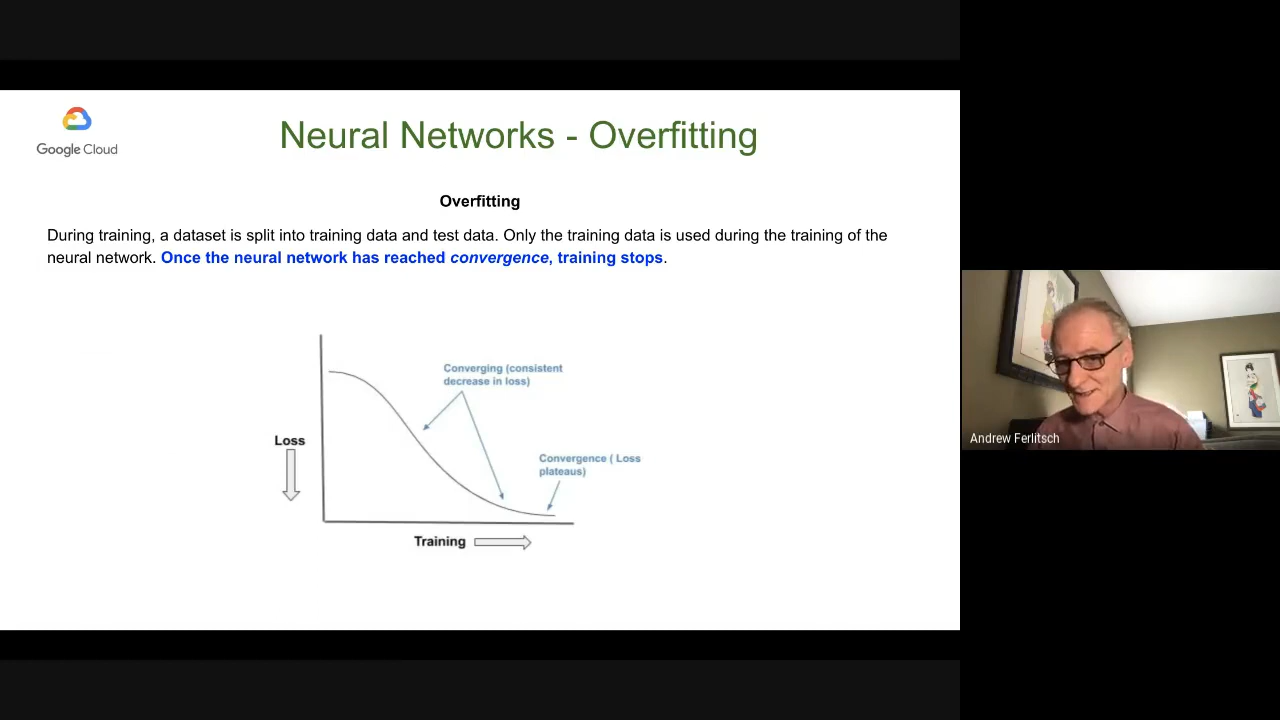 Google Cloud
Neural Networks - Overfitting
Overfitting
During training, a dataset is split into training data and test data. Only the training data is used during the training of the
neural network. Once the neural network has reached convergence, training stops.
Converging (consistent
decrease in loss)
Loss
Convergence ( Loss
plateaus)
Training
Andrew Ferlitsch